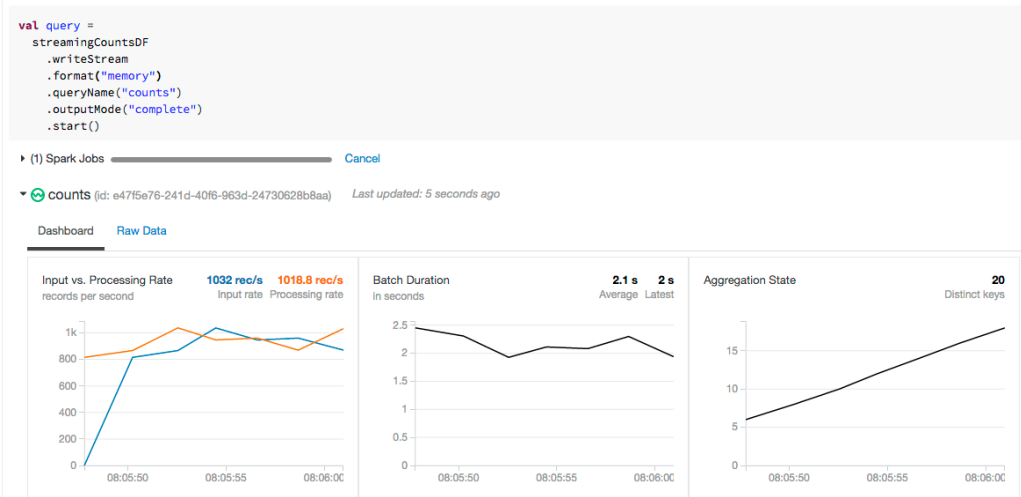 val query =
streamingCountsDF
.writeStream
.format("memory")
.queryName("counts")
.outputMode("complete")
.start()
(1) Spark Jobs Cancel
counts (id: e47f5e76-241d-40f6-963d-24730628b8aa) Last updated: 5 seconds ago
Dashboard Raw Data
Input vs. Processing Rate 1032 rec/s 1018.8 rec/s
records per second Input rate Processing rate
1k
800
600
400
200
0
08:05:50 08:05:55 08:06:00
Batch Duration 2.1 s 2 s
in seconds Average Latest
2.5
2
1.5
1
0.5
0
08:05:50 08:05:55 08:06:00
Aggregation State 20
Distinct keys
15
10
5
0
08:05:50 08:05:55 08:06:00